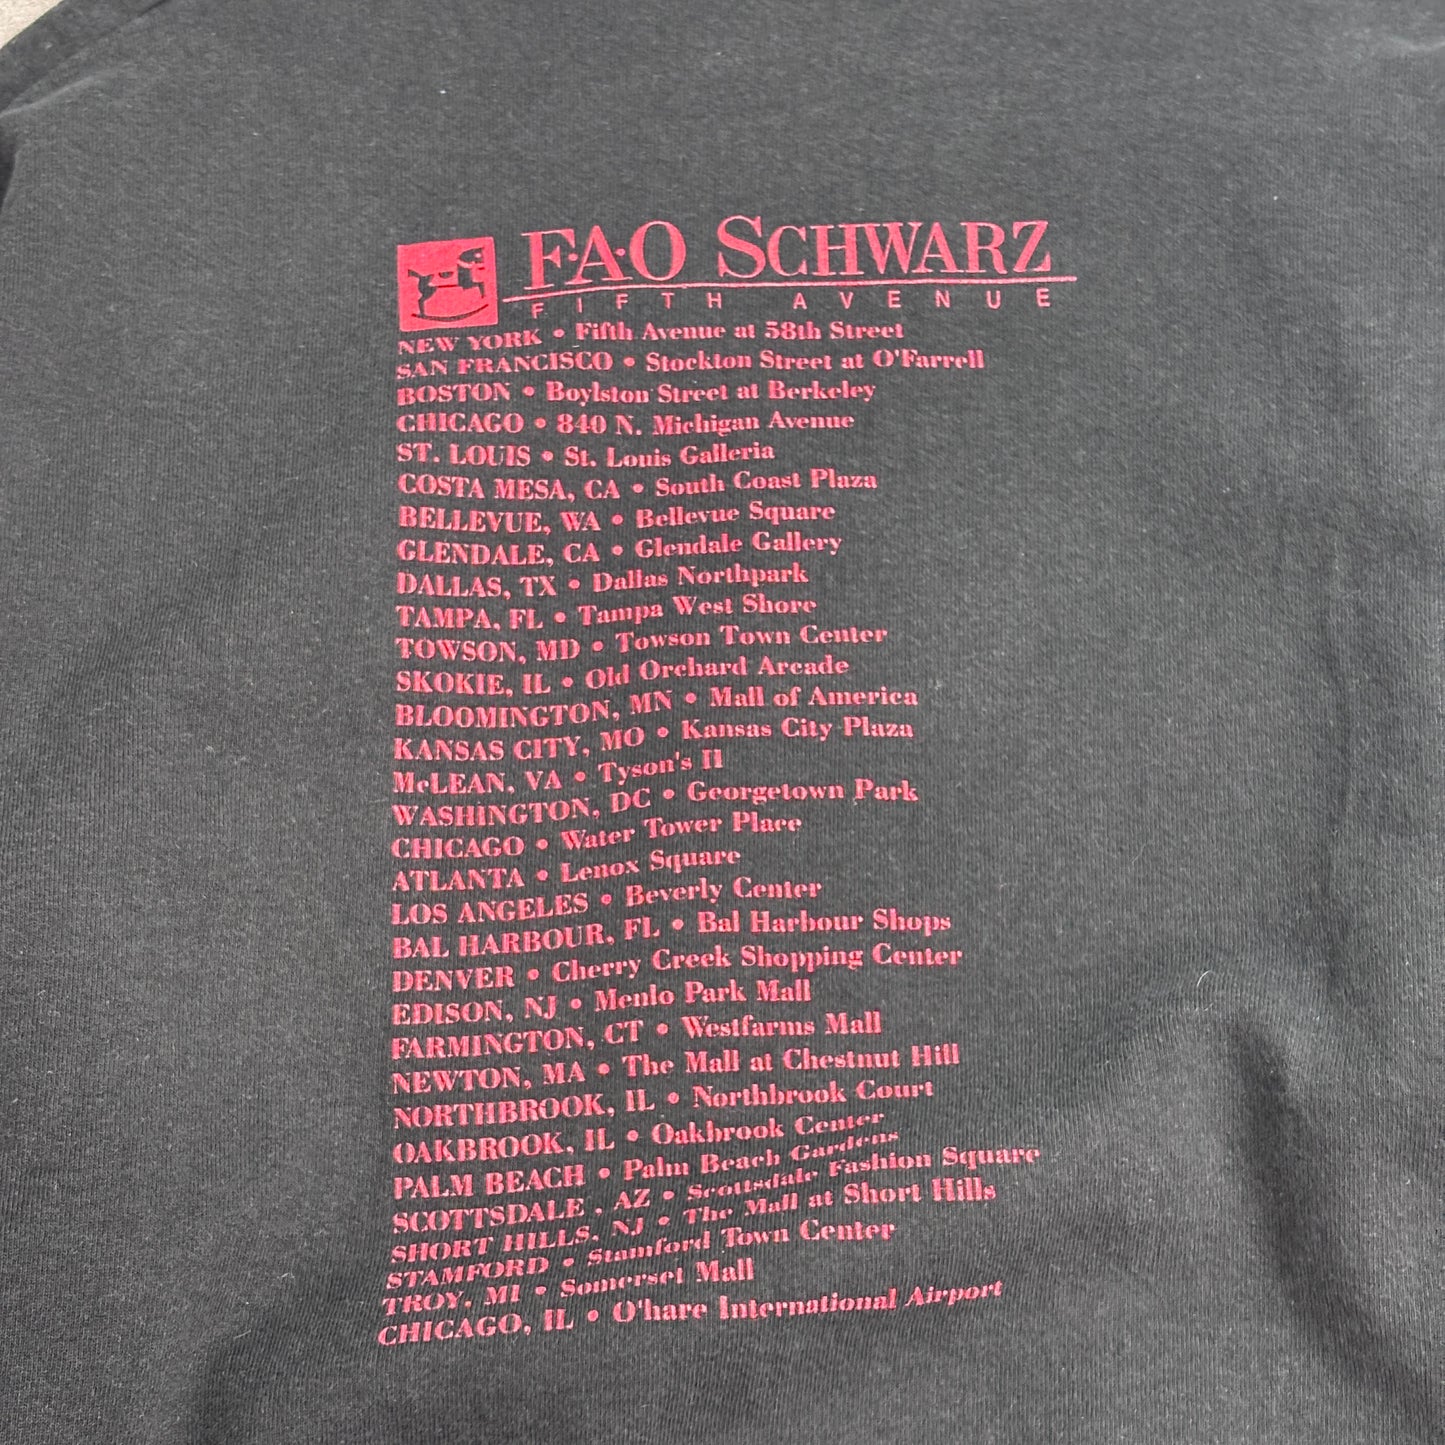 F·A·O SCHWARZ
FIFTH AVENUE
NEW YORK • Fifth Avenue at 58th Street
SAN FRANCISCO • Stockton Street at O'Farrell
BOSTON • Boylston Street at Berkeley
CHICAGO • 840 N. Michigan Avenue
ST. LOUIS • St. Louis Galleria
COSTA MESA, CA • South Coast Plaza
BELLEVUE, WA • Bellevue Square
GLENDALE, CA • Glendale Gallery
DALLAS, TX • Dallas Northpark
TAMPA, FL • Tampa West Shore
TOWSON, MD • Towson Town Center
SKOKIE, IL • Old Orchard Arcade
BLOOMINGTON, MN • Mall of America
KANSAS CITY, MO • Kansas City Plaza
McLEAN, VA • Tyson's II
WASHINGTON, DC • Georgetown Park
CHICAGO • Water Tower Place
ATLANTA • Lenox Square
LOS ANGELES • Beverly Center
BAL HARBOUR, FL • Bal Harbour Shops
DENVER • Cherry Creek Shopping Center
EDISON, NJ • Menlo Park Mall
FARMINGTON, CT • Westfarms Mall
NEWTON, MA • The Mall at Chestnut Hill
NORTHBROOK, IL • Northbrook Court
OAKBROOK, IL • Oakbrook Center
PALM BEACH • Palm Beach Gardens
SCOTTSDALE , AZ • Scottsdale Fashion Square
SHORT HILLS, NJ • The Mall at Short Hills
STAMFORD • Stamford Town Center
TROY, MI • Somerset Mall
CHICAGO, IL • O'hare International Airport